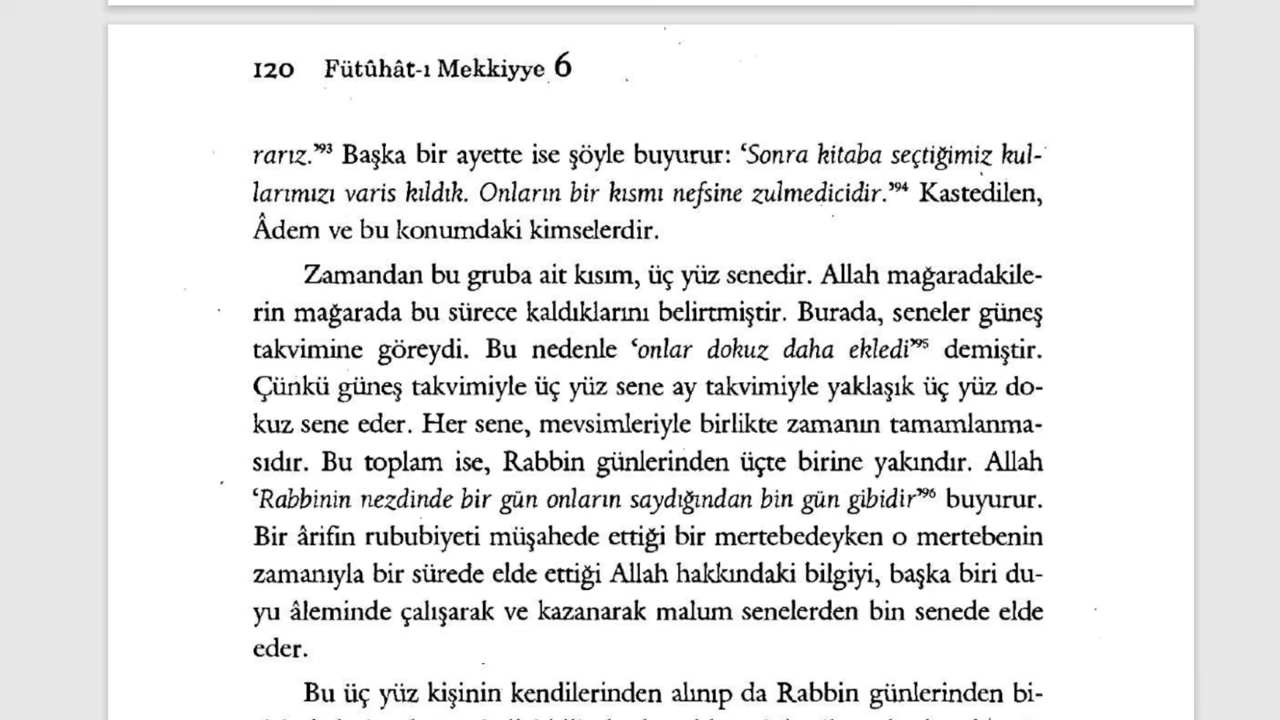 120 Fütûhât-ı Mekkiyye 6
rarız.’⁹³ Başka bir ayette ise şöyle buyurur: ‘Sonra kitaba seçtiğimiz kul-
larımızı varis kıldık. Onların bir kısmı nefsine zulmedicidir.’⁹⁴ Kastedilen,
Âdem ve bu konumdaki kimselerdir.
Zamandan bu gruba ait kısım, üç yüz senedir. Allah mağaradakile-
rin mağarada bu sürece kaldıklarını belirtmiştir. Burada, seneler güneş
takvimine göreydi. Bu nedenle ‘onlar dokuz daha ekledi’⁹⁵ demiştir.
Çünkü güneş takvimiyle üç yüz sene ay takvimiyle yaklaşık üç yüz do-
kuz sene eder. Her sene, mevsimleriyle birlikte zamanın tamamlanma-
sıdır. Bu toplam ise, Rabbin günlerinden üçte birine yakındır. Allah
‘Rabbinin nezdinde bir gün onların saydığından bin gün gibidir’⁹⁶ buyurur.
Bir ârifin rububiyeti müşahede ettiği bir mertebedeyken o mertebenin
zamanıyla bir sürede elde ettiği Allah hakkındaki bilgiyi, başka biri du-
yu âleminde çalışarak ve kazanarak malum senelerden bin senede elde
eder.
Bu üç yüz kişinin kendilerinden alınıp da Rabbin günlerinden bi-